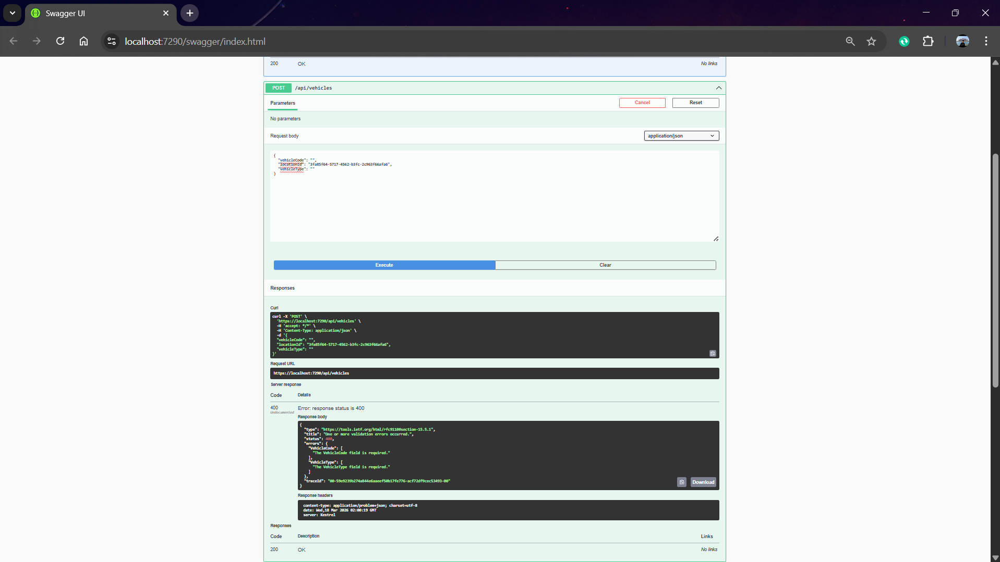 Swagger UI
localhost:7290/swagger/index.html
200 OK No links
POST /api/vehicles
Parameters Cancel Reset
No parameters
Request body application/json
{
"vehicleCode": "",
"locationId": "3fa85f64-5717-4562-b3fc-2c963f66afa6",
"vehicleType": ""
}
Execute Clear
Responses
Curl
curl -X 'POST' \
'https://localhost:7290/api/vehicles' \
-H 'accept: */*' \
-H 'Content-Type: application/json' \
-d '{
"vehicleCode": "",
"locationId": "3fa85f64-5717-4562-b3fc-2c963f66afa6",
"vehicleType": ""
}'
Request URL
https://localhost:7290/api/vehicles
Server response
Code Details
400 Error: response status is 400
Undocumented
Response body
{
"type": "https://tools.ietf.org/html/rfc9110#section-15.5.1",
"title": "One or more validation errors occurred.",
"status": 400,
"errors": {
"VehicleCode": [
"The VehicleCode field is required."
],
"VehicleType": [
"The VehicleType field is required."
]
},
"traceId": "00-59e9239b274a844e6aaeef50b17fe776-acf72df9cec53493-00"
}
Download
Response headers
content-type: application/problem+json; charset=utf-8
date: Wed,18 Mar 2026 02:00:19 GMT
server: Kestrel
Responses
Code Description Links
200 OK No links